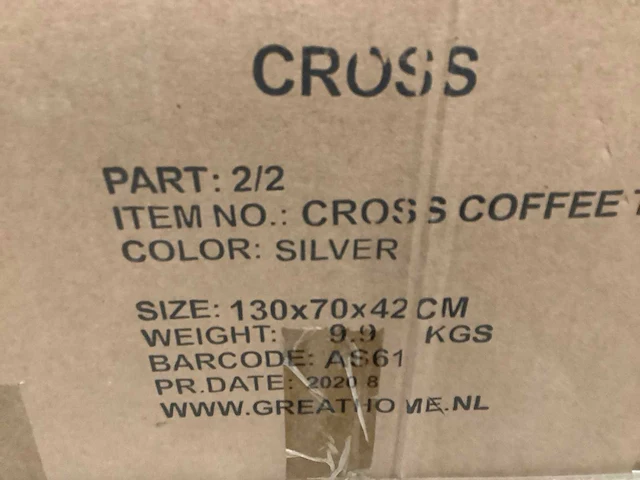 CROSS
PART: 2/2
ITEM NO.: CROSS COFFEE
COLOR: SILVER
SIZE: 130x70x42 CM
WEIGHT: 9.9 KGS
BARCODE: AS61
PR.DATE: 2020 8
WWW.GREATHOME.NL